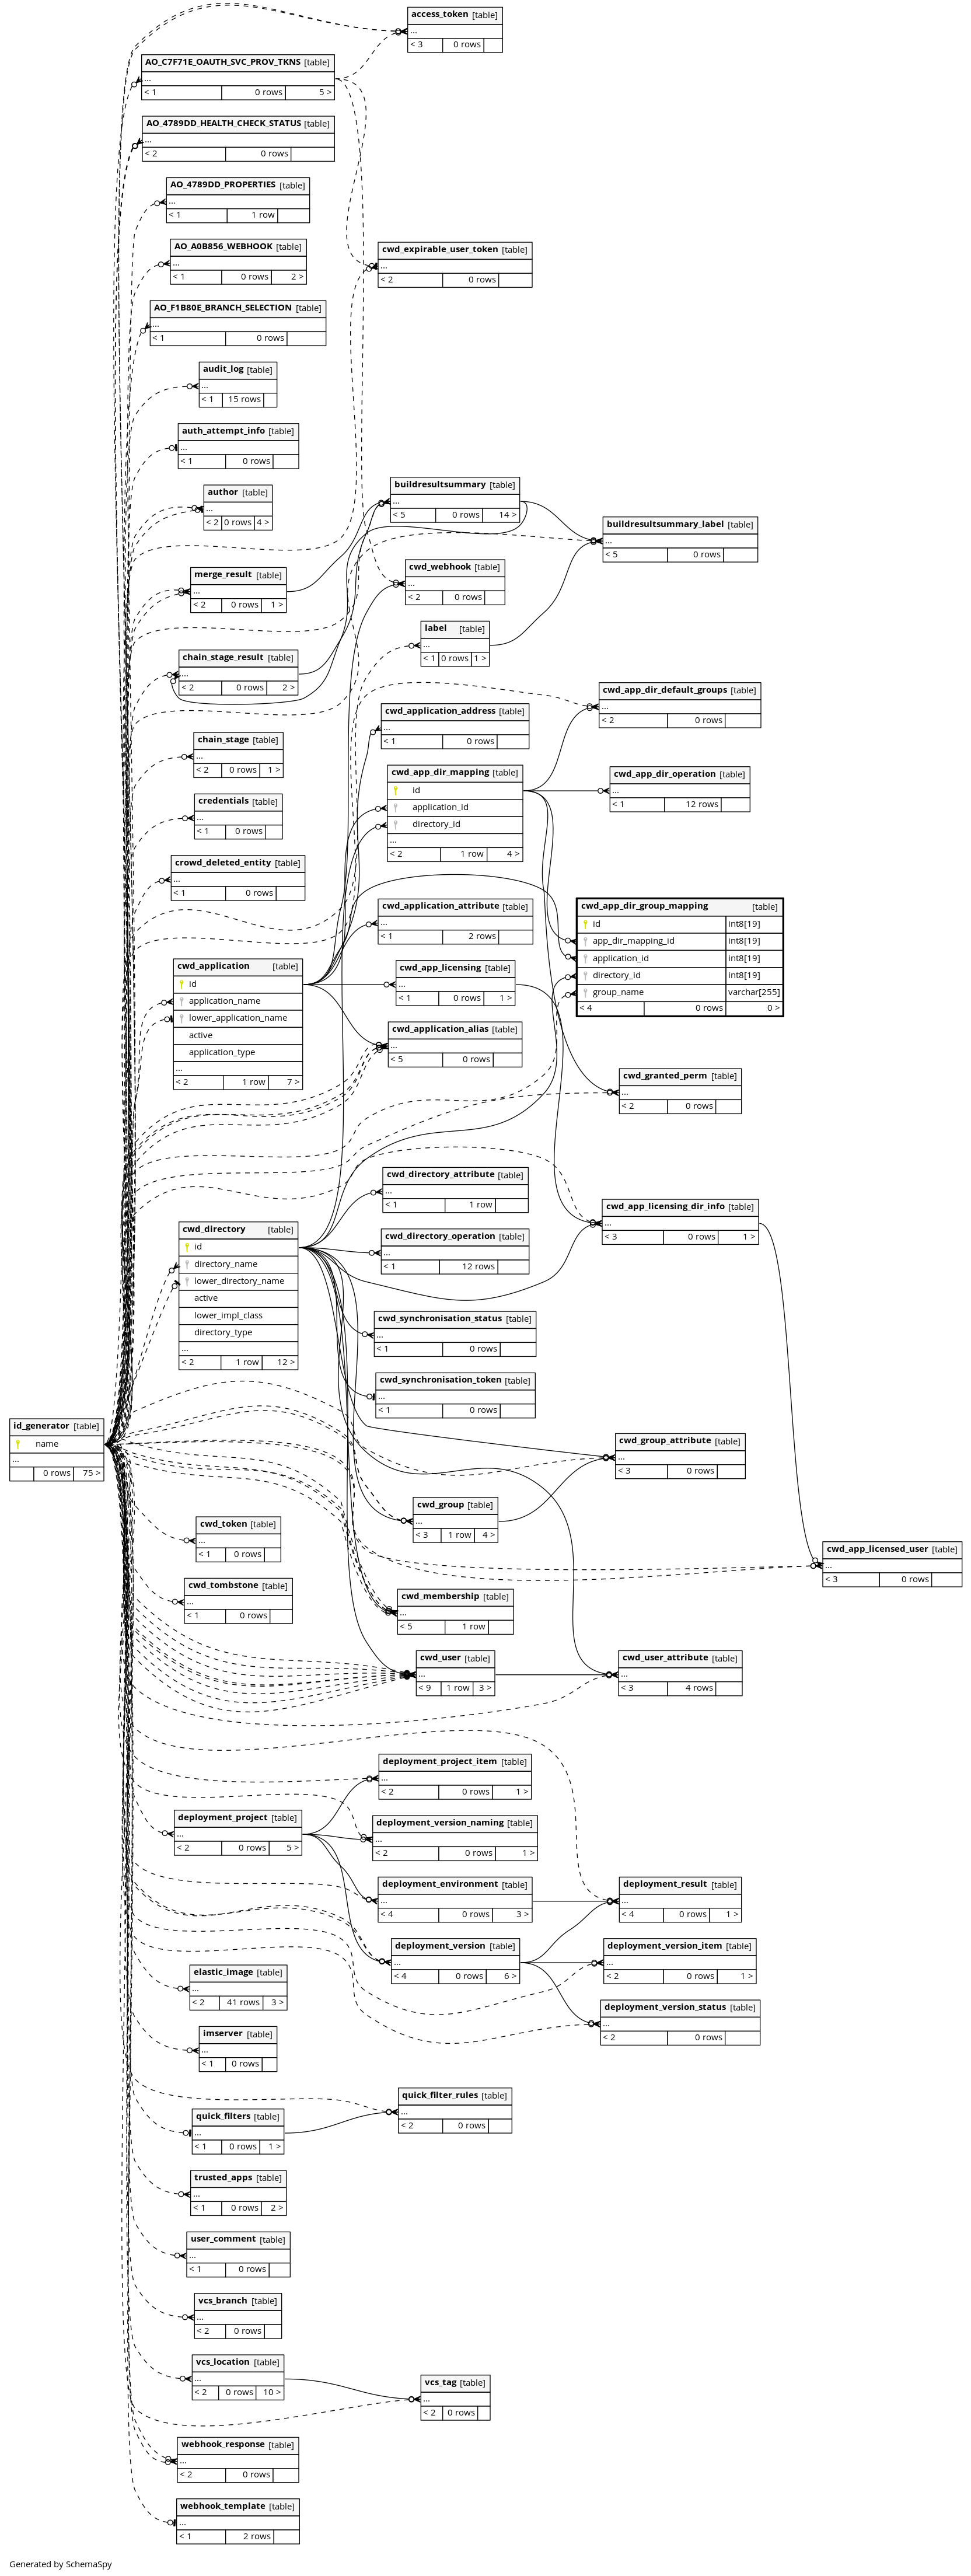 access_token [table]
...
< 3 0 rows
AO_C7F71E_OAUTH_SVC_PROV_TKNS [table]
...
< 1 0 rows 5 >
AO_4789DD_HEALTH_CHECK_STATUS [table]
...
< 2 0 rows
AO_4789DD_PROPERTIES [table]
...
< 1 1 row
AO_A0B856_WEBHOOK [table]
...
< 1 0 rows 2 >
cwd_expirable_user_token [table]
...
< 2 0 rows
AO_F1B80E_BRANCH_SELECTION [table]
...
< 1 0 rows
audit_log [table]
...
< 1 15 rows
auth_attempt_info [table]
...
< 1 0 rows
author [table]
...
< 2 0 rows 4 >
buildresultsummary [table]
...
< 5 0 rows 14 >
buildresultsummary_label [table]
...
< 5 0 rows
merge_result [table]
...
< 2 0 rows 1 >
cwd_webhook [table]
...
< 2 0 rows
label [table]
...
< 1 0 rows 1 >
chain_stage_result [table]
...
< 2 0 rows 2 >
cwd_app_dir_default_groups [table]
...
< 2 0 rows
cwd_application_address [table]
...
< 1 0 rows
chain_stage [table]
...
< 2 0 rows 1 >
cwd_app_dir_mapping [table]
id
application_id
directory_id
...
< 2 1 row 4 >
cwd_app_dir_operation [table]
...
< 1 12 rows
credentials [table]
...
< 1 0 rows
crowd_deleted_entity [table]
...
< 1 0 rows
cwd_application_attribute [table]
...
< 1 2 rows
cwd_app_dir_group_mapping [table]
id int8[19]
app_dir_mapping_id int8[19]
application_id int8[19]
directory_id int8[19]
group_name varchar[255]
< 4 0 rows 0 >
cwd_application [table]
id
application_name
lower_application_name
active
application_type
...
< 2 1 row 7 >
cwd_app_licensing [table]
...
< 1 0 rows 1 >
cwd_application_alias [table]
...
< 5 0 rows
cwd_granted_perm [table]
...
< 2 0 rows
cwd_directory_attribute [table]
...
< 1 1 row
cwd_app_licensing_dir_info [table]
...
< 3 0 rows 1 >
cwd_directory [table]
id
directory_name
lower_directory_name
active
lower_impl_class
directory_type
...
< 2 1 row 12 >
cwd_directory_operation [table]
...
< 1 12 rows
cwd_synchronisation_status [table]
...
< 1 0 rows
cwd_synchronisation_token [table]
...
< 1 0 rows
id_generator [table]
name
...
0 rows 75 >
cwd_group_attribute [table]
...
< 3 0 rows
cwd_group [table]
...
< 3 1 row 4 >
cwd_token [table]
...
< 1 0 rows
cwd_app_licensed_user [table]
...
< 3 0 rows
cwd_tombstone [table]
...
< 1 0 rows
cwd_membership [table]
...
< 5 1 row
cwd_user [table]
...
< 9 1 row 3 >
cwd_user_attribute [table]
...
< 3 4 rows
deployment_project_item [table]
...
< 2 0 rows 1 >
deployment_project [table]
...
< 2 0 rows 5 >
deployment_version_naming [table]
...
< 2 0 rows 1 >
deployment_environment [table]
...
< 4 0 rows 3 >
deployment_result [table]
...
< 4 0 rows 1 >
deployment_version [table]
...
< 4 0 rows 6 >
deployment_version_item [table]
...
< 2 0 rows 1 >
elastic_image [table]
...
< 2 41 rows 3 >
deployment_version_status [table]
...
< 2 0 rows
imserver [table]
...
< 1 0 rows
quick_filter_rules [table]
...
< 2 0 rows
quick_filters [table]
...
< 1 0 rows 1 >
trusted_apps [table]
...
< 1 0 rows 2 >
user_comment [table]
...
< 1 0 rows
vcs_branch [table]
...
< 2 0 rows
vcs_location [table]
...
< 2 0 rows 10 >
vcs_tag [table]
...
< 2 0 rows
webhook_response [table]
...
< 2 0 rows
webhook_template [table]
...
< 1 2 rows
Generated by SchemaSpy